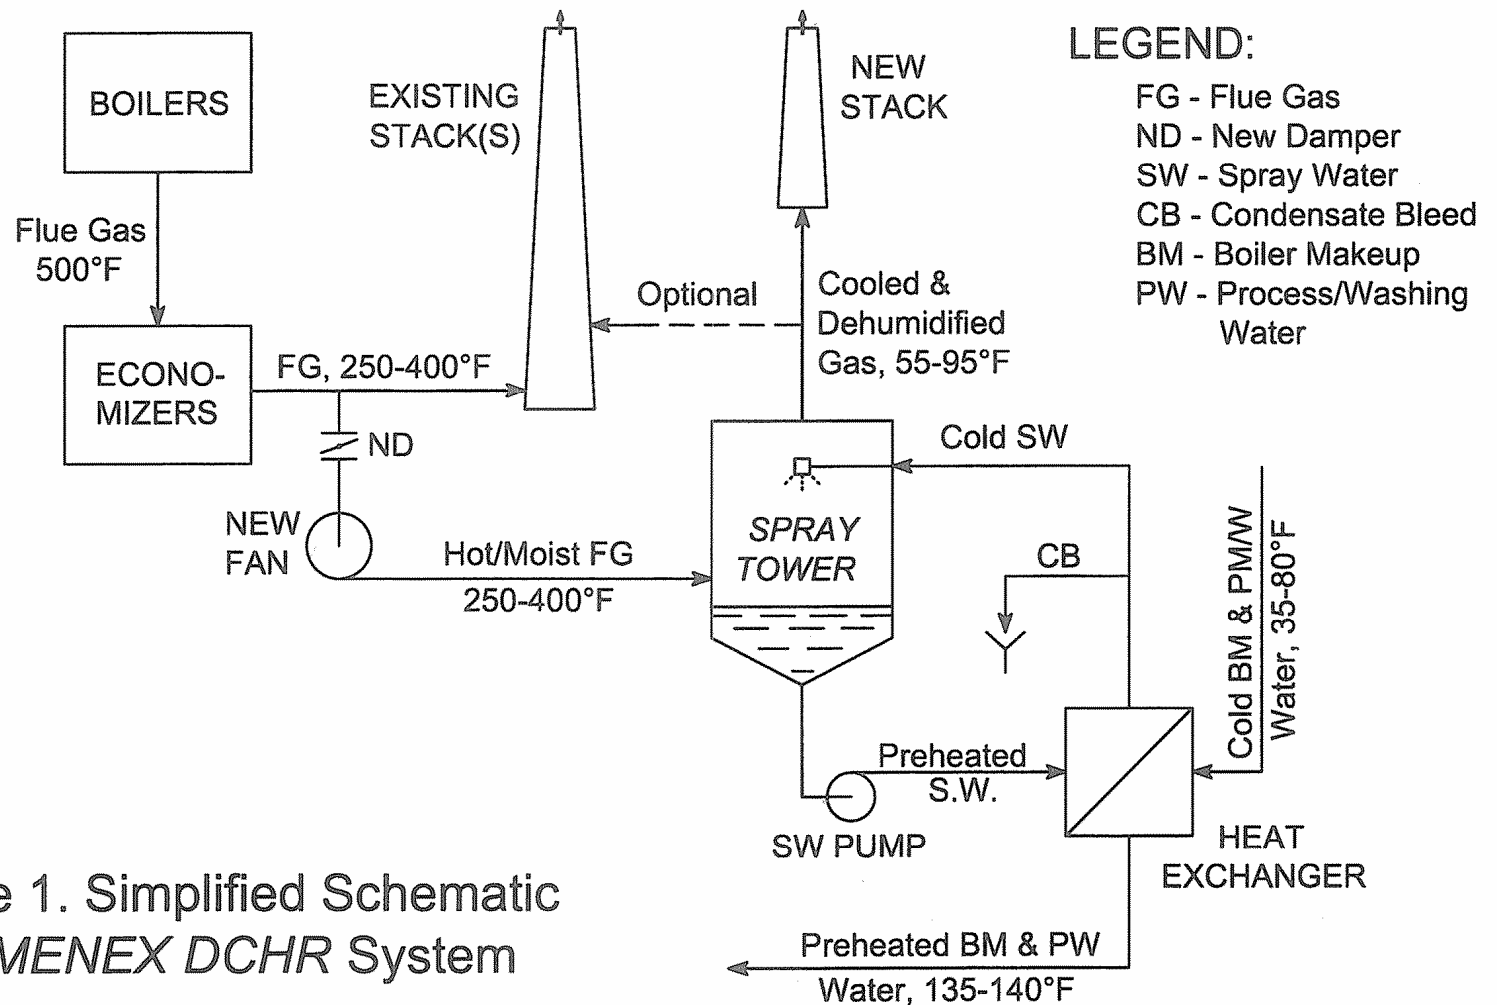 BOILERS
Flue Gas
500°F
ECONO-
MIZERS
EXISTING
STACK(S)
FG, 250-400°F
ND
NEW
FAN
Hot/Moist FG
250-400°F
NEW
STACK
Optional
Cooled &
Dehumidified
Gas, 55-95°F
SPRAY
TOWER
Cold SW
CB
Cold BM & PM/W
Water, 35-80°F
Preheated
S.W.
SW PUMP
HEAT
EXCHANGER
Preheated BM & PW
Water, 135-140°F
LEGEND:
FG - Flue Gas
ND - New Damper
SW - Spray Water
CB - Condensate Bleed
BM - Boiler Makeup
PW - Process/Washing
Water
e 1. Simplified Schematic
MENEX DCHR System